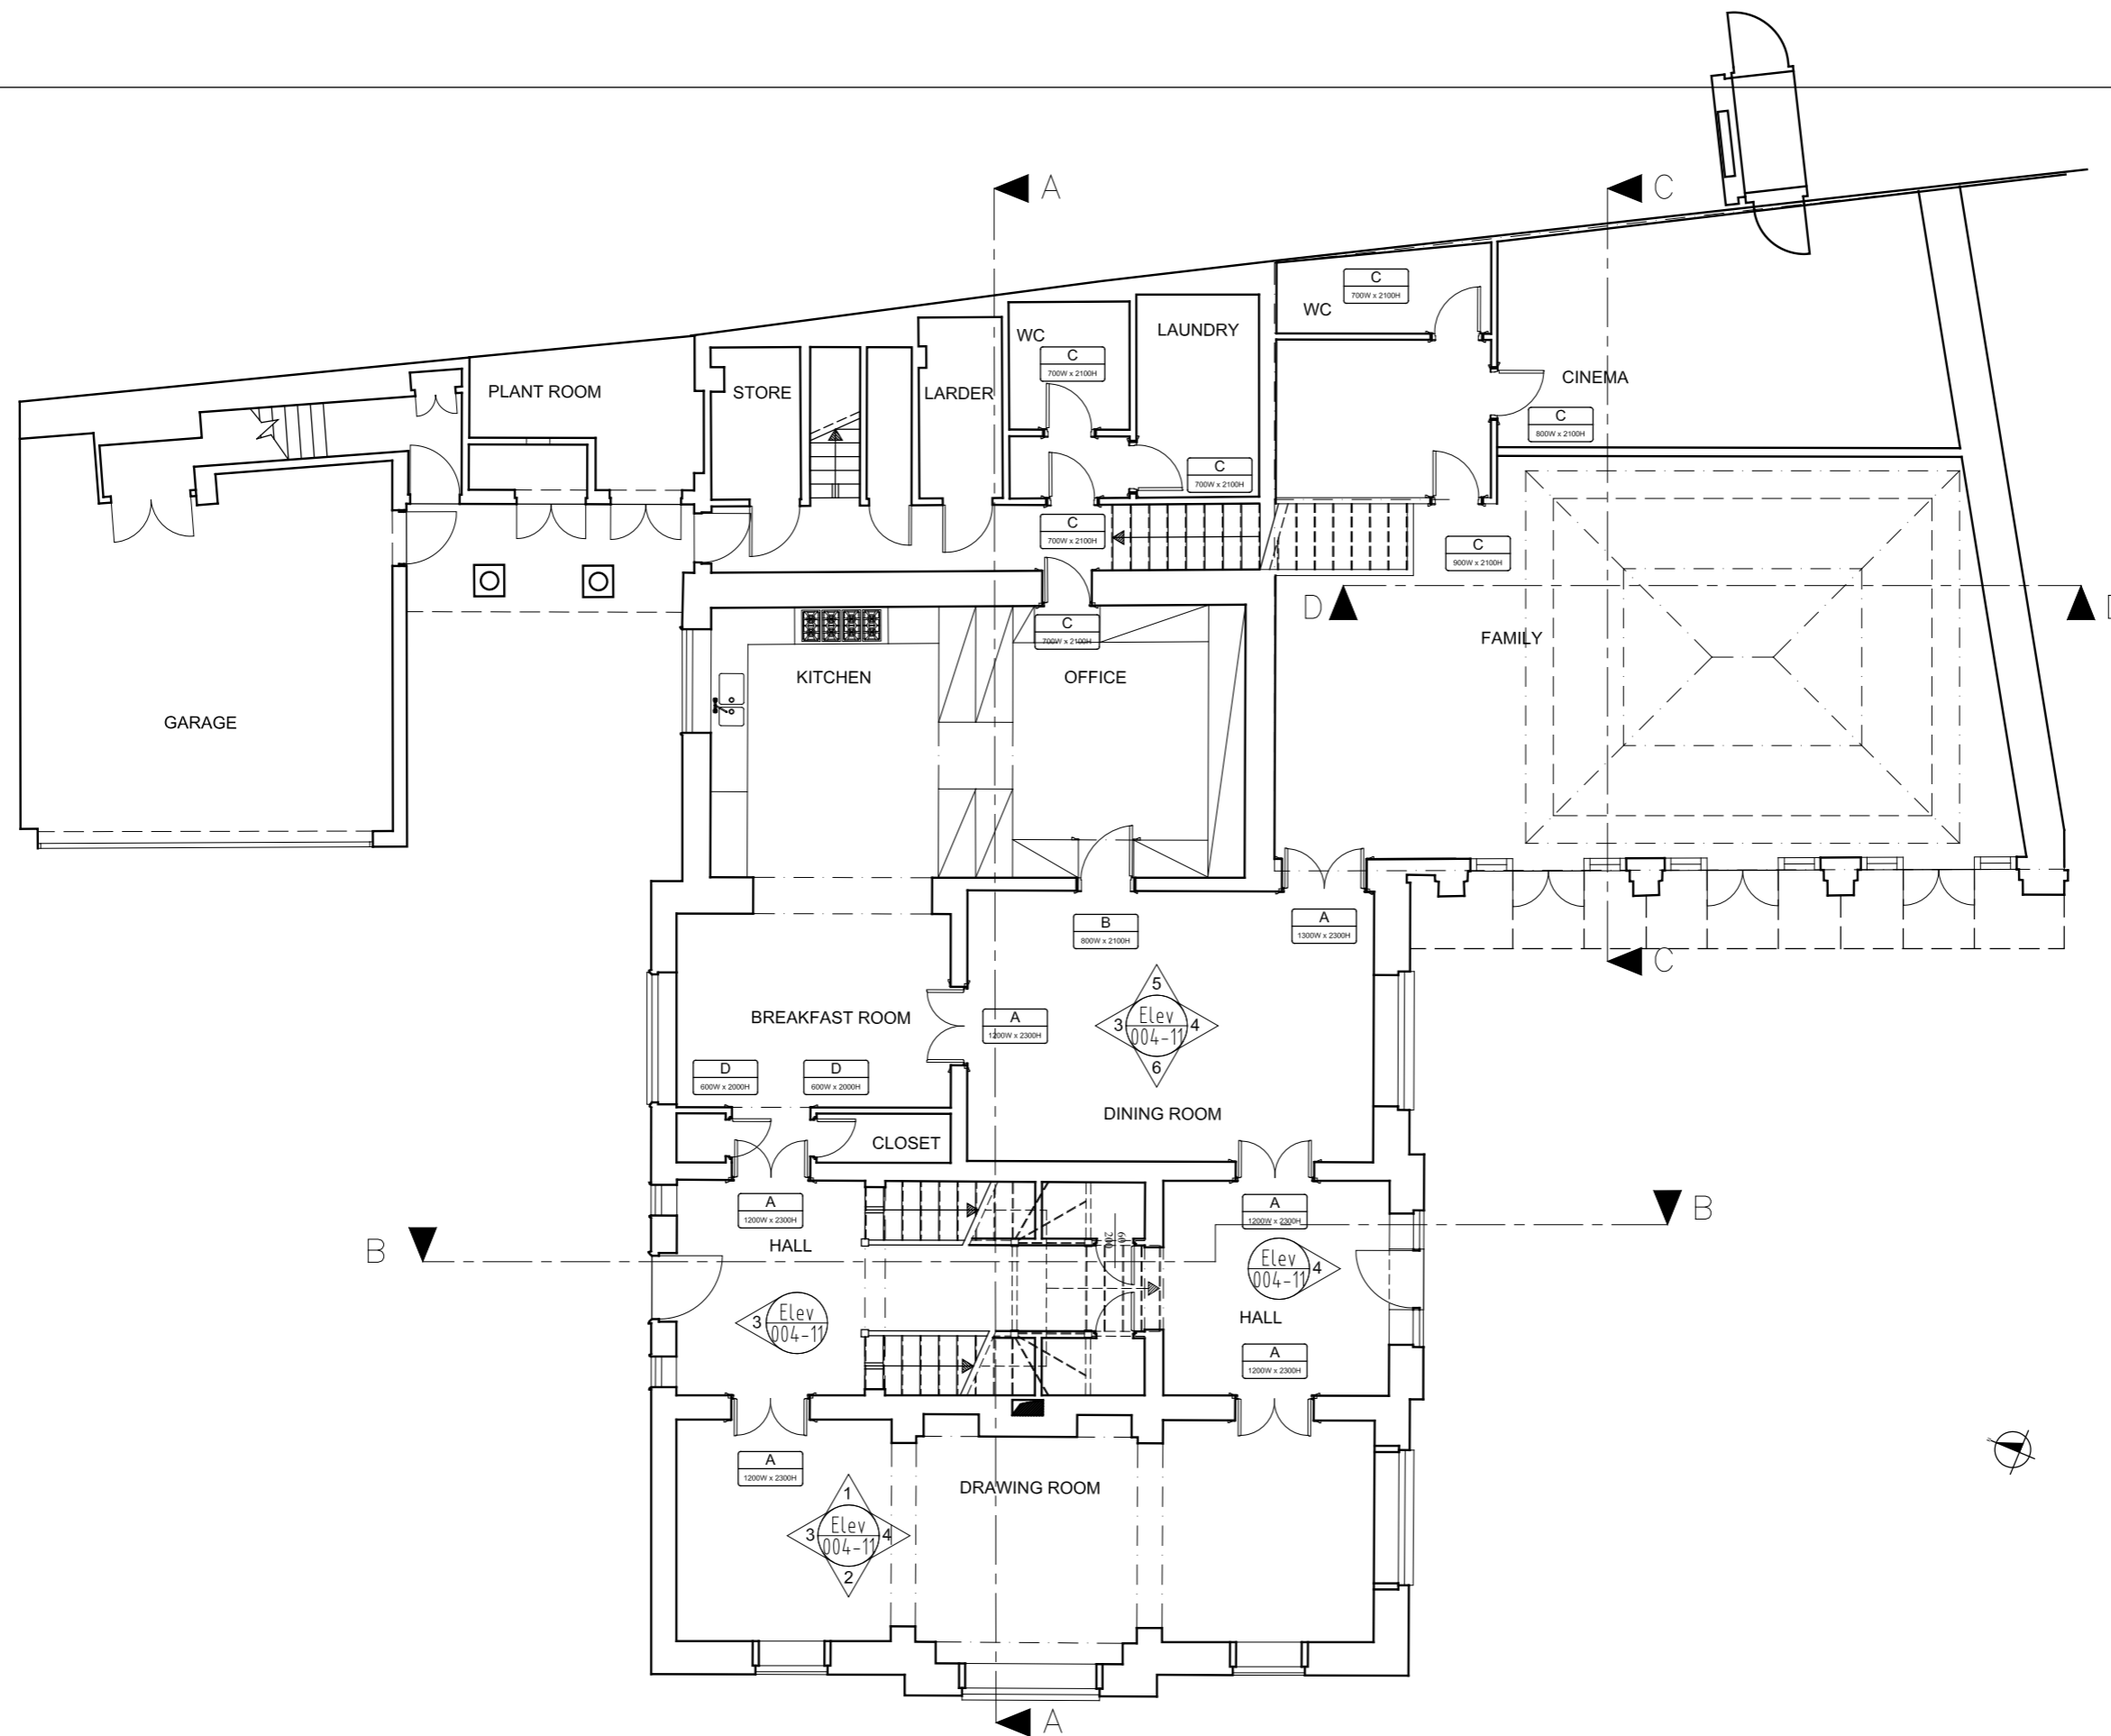 A
C
C
700W x 2100H
WC
WC
LAUNDRY
C
700W x 2100H
PLANT ROOM
STORE
LARDER
CINEMA
C
800W x 2100H
C
700W x 2100H
C
700W x 2100H
C
900W x 2100H
D
C
700W x 2100H
FAMILY
KITCHEN
OFFICE
GARAGE
A
1300W x 2300H
B
800W x 2100H
C
BREAKFAST ROOM
A
1200W x 2300H
5
3
Elev
004-11
4
6
D
600W x 2000H
D
600W x 2000H
DINING ROOM
CLOSET
A
1200W x 2300H
A
1200W x 2300H
B
B
HALL
200
60
Elev
004-11
4
3
Elev
004-11
HALL
A
1200W x 2300H
A
1200W x 2300H
DRAWING ROOM
1
3
Elev
004-11
4
2
A